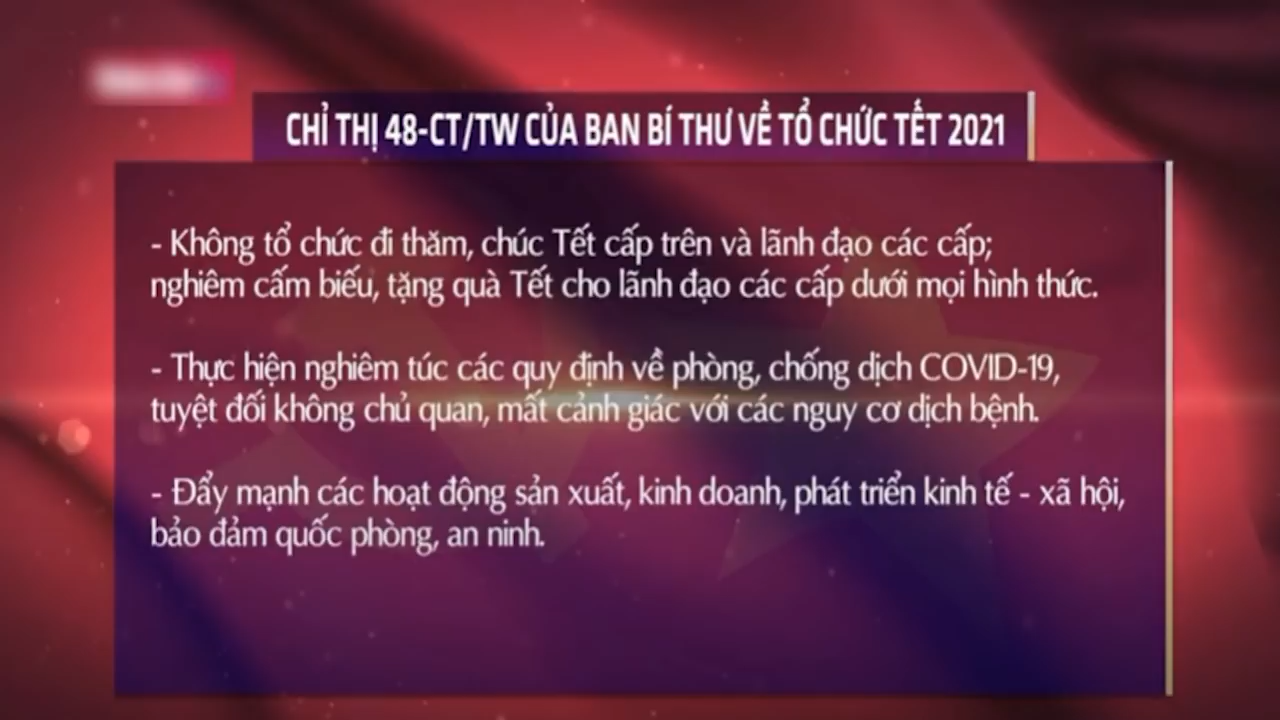 CHỈ THỊ 48-CT/TW CỦA BAN BÍ THƯ VỀ TỔ CHỨC TẾT 2021
- Không tổ chức đi thăm, chúc Tết cấp trên và lãnh đạo các cấp;
nghiêm cấm biếu, tặng quà Tết cho lãnh đạo các cấp dưới mọi hình thức.
- Thực hiện nghiêm túc các quy định về phòng, chống dịch COVID-19,
tuyệt đối không chủ quan, mất cảnh giác với các nguy cơ dịch bệnh.
- Đẩy mạnh các hoạt động sản xuất, kinh doanh, phát triển kinh tế - xã hội,
bảo đảm quốc phòng, an ninh.